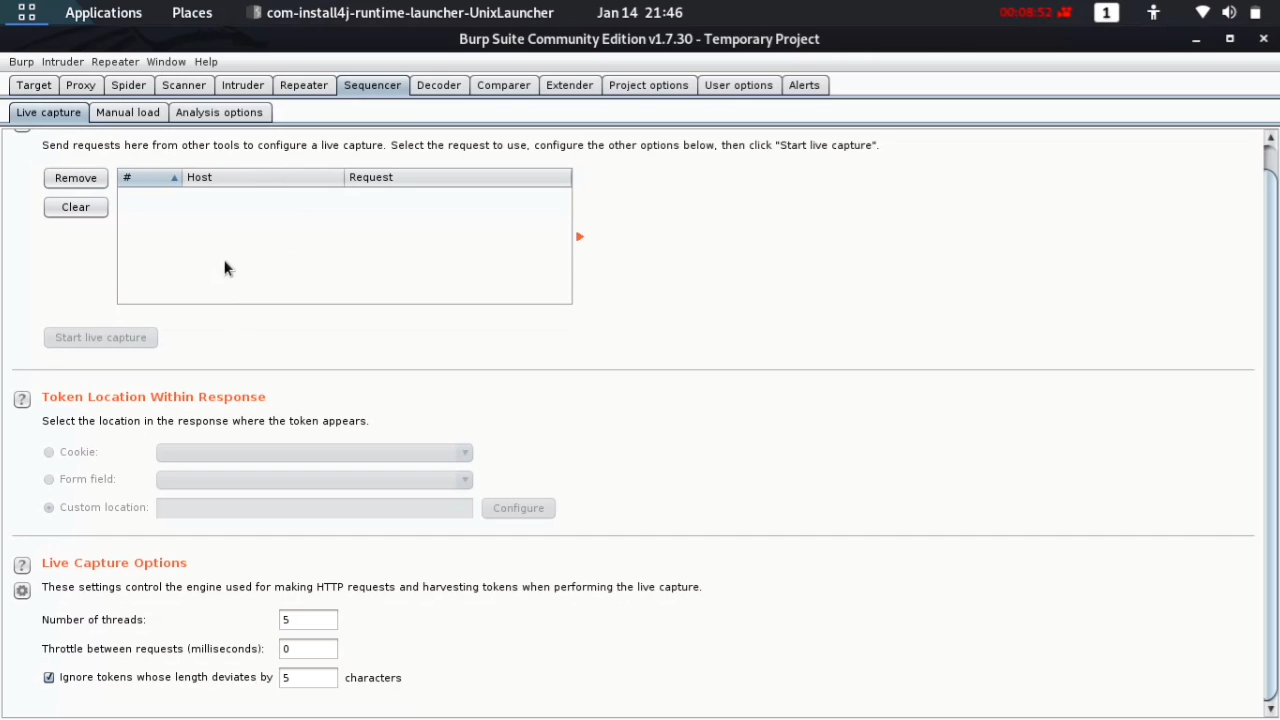 Applications Places com-install4j-runtime-launcher-UnixLauncher Jan 14 21:46 00:08:52 1
Burp Suite Community Edition v1.7.30 - Temporary Project
Burp Intruder Repeater Window Help
Target Proxy Spider Scanner Intruder Repeater Sequencer Decoder Comparer Extender Project options User options Alerts
Live capture Manual load Analysis options
Send requests here from other tools to configure a live capture. Select the request to use, configure the other options below, then click "Start live capture".
Remove # Host Request
Clear
Start live capture
? Token Location Within Response
Select the location in the response where the token appears.
Cookie:
Form field:
Custom location: Configure
? Live Capture Options
These settings control the engine used for making HTTP requests and harvesting tokens when performing the live capture.
Number of threads: 5
Throttle between requests (milliseconds): 0
Ignore tokens whose length deviates by 5 characters